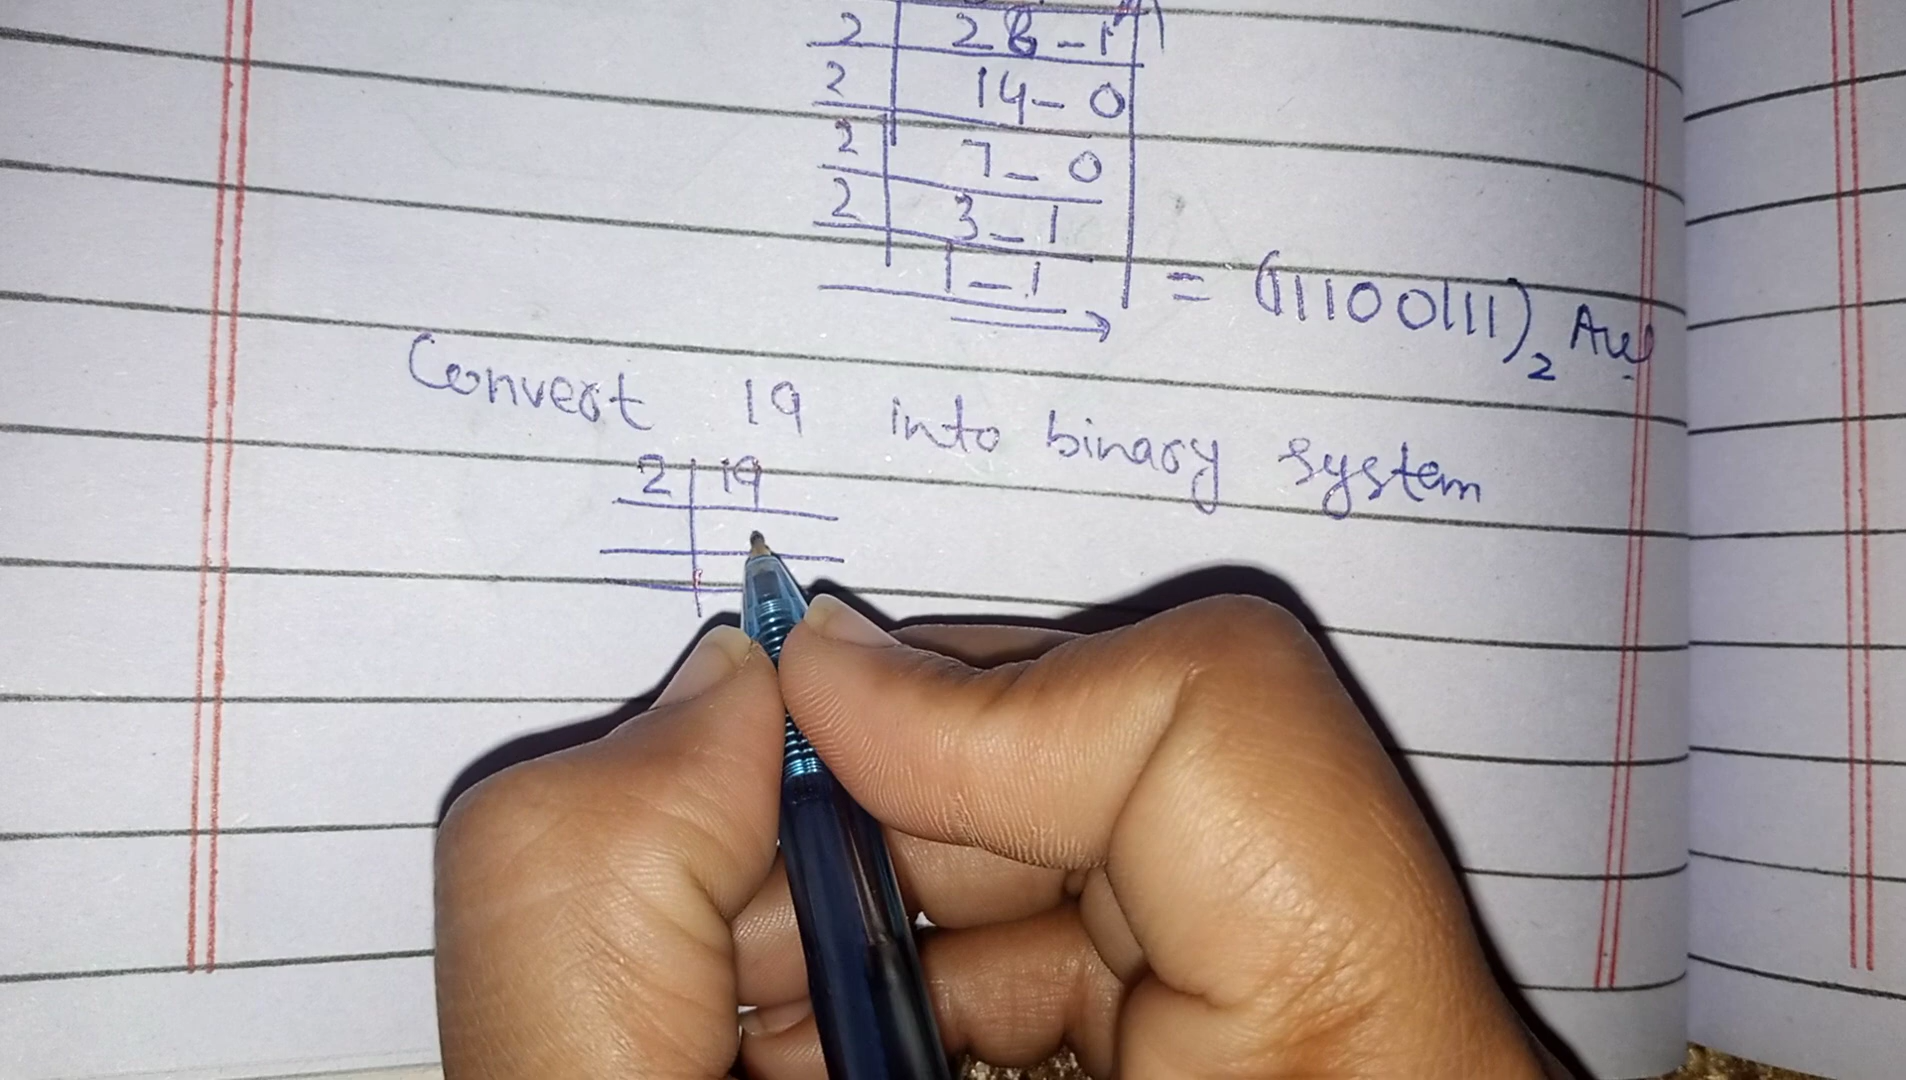 2 28 - 1
2 14 - 0
2 7 - 0
2 3 - 1
1 - 1 = (11100111)2 Ans
Convert 19 into binary system
2 19